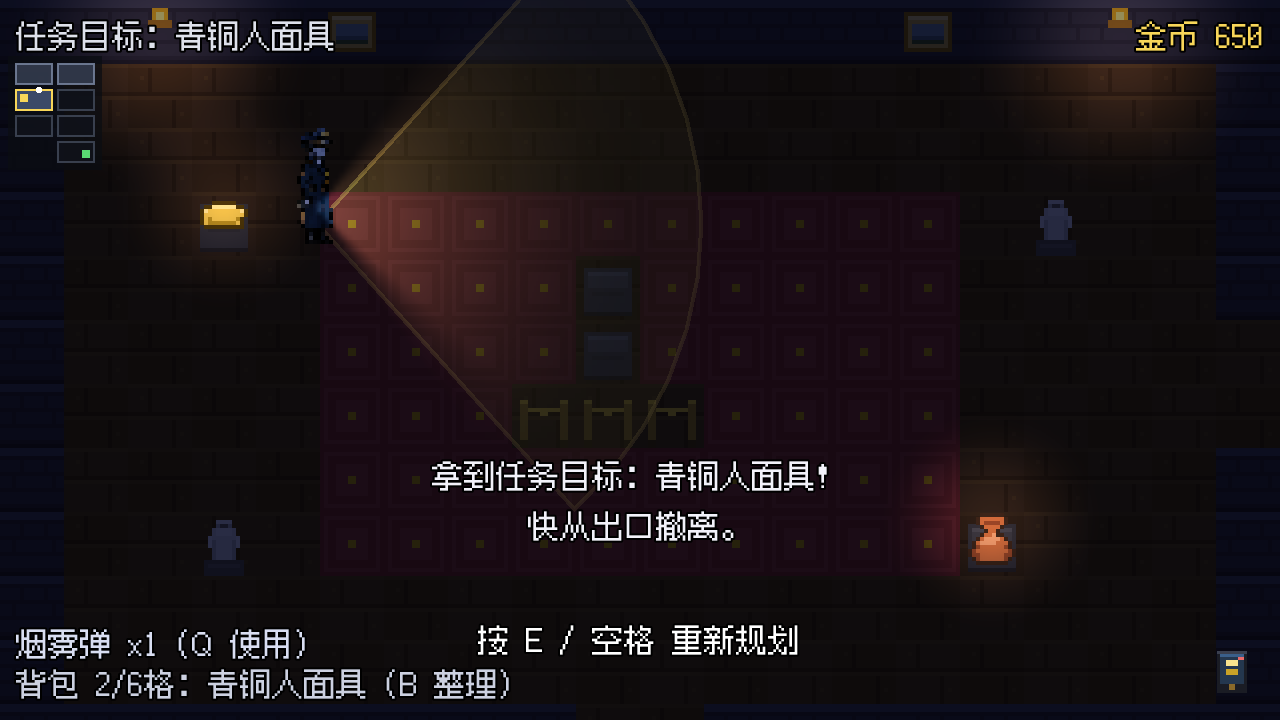 任务目标：青铜人面具
金币 650
拿到任务目标：青铜人面具！
快从出口撤离。
按 E / 空格 重新规划
烟雾弹 x1（Q 使用）
背包 2/6格：青铜人面具（B 整理）